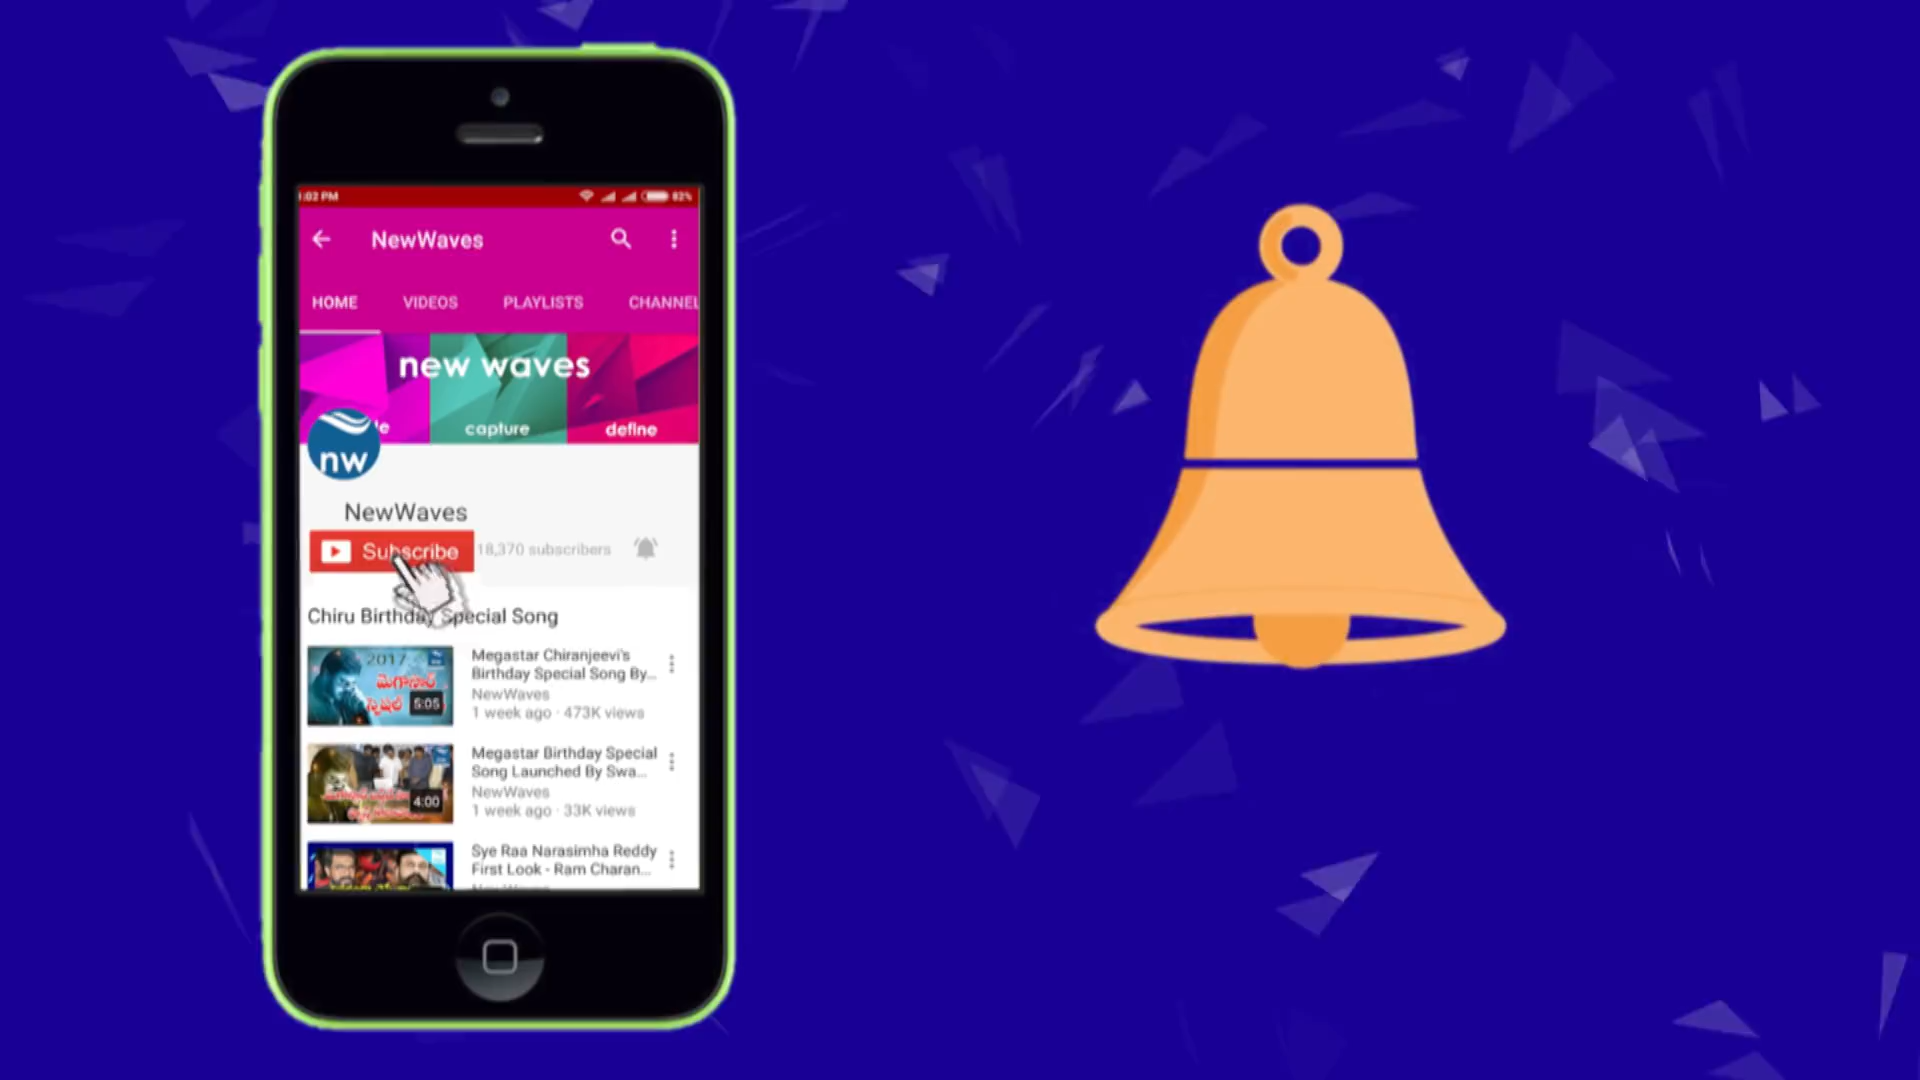 1:02 PM
82%
NewWaves
HOME
VIDEOS
PLAYLISTS
CHANNEL
new waves
capture
define
nw
NewWaves
Subscribe
18,370 subscribers
Chiru Birthday Special Song
2017
మెగాస్టార్
స్పెషల్
5:05
Megastar Chiranjeevi's
Birthday Special Song By...
NewWaves
1 week ago · 473K views
4:00
Megastar Birthday Special
Song Launched By Swa...
NewWaves
1 week ago · 33K views
Sye Raa Narasimha Reddy
First Look - Ram Charan...